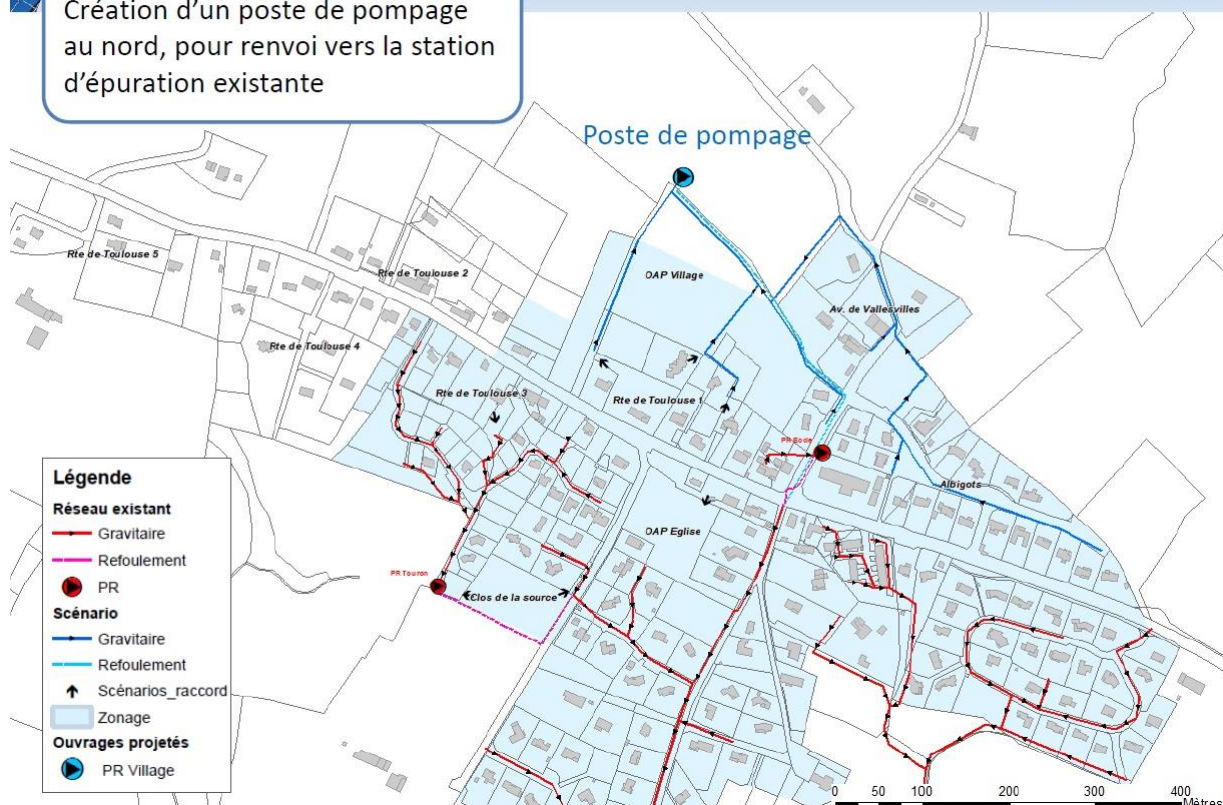 Création d'un poste de pompage
au nord, pour renvoi vers la station
d'épuration existante
Poste de pompage
Rte de Toulouse 5
Rte de Toulouse 2
OAP Village
Av. de Vallesvilles
Rte de Toulouse 4
Rte de Toulouse 3
Rte de Toulouse 1
PR Ecole
Albigots
OAP Eglise
PR Touron
Clos de la source
Légende
Réseau existant
Gravitaire
Refoulement
PR
Scénario
Gravitaire
Refoulement
Scénarios_raccord
Zonage
Ouvrages projetés
PR Village
0 50 100 200 300 400
Mètres